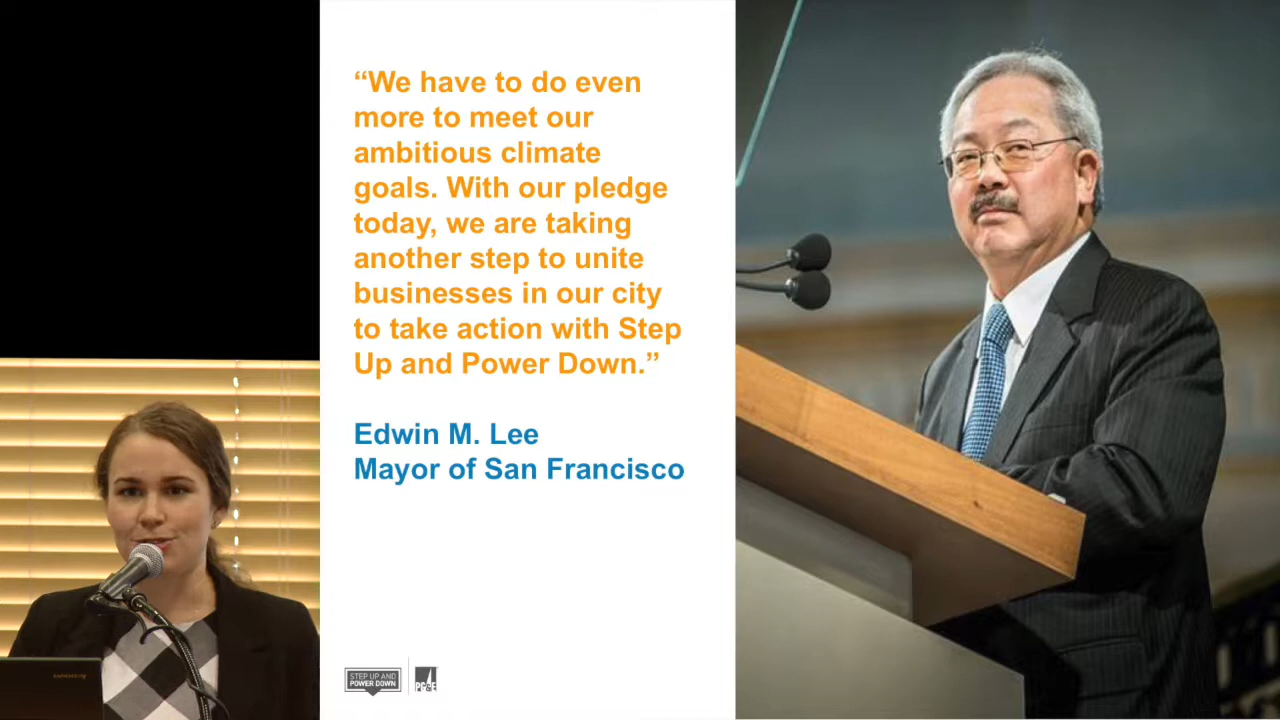 “We have to do even
more to meet our
ambitious climate
goals. With our pledge
today, we are taking
another step to unite
businesses in our city
to take action with Step
Up and Power Down.”
Edwin M. Lee
Mayor of San Francisco
STEP UP AND
POWER DOWN
PG&E